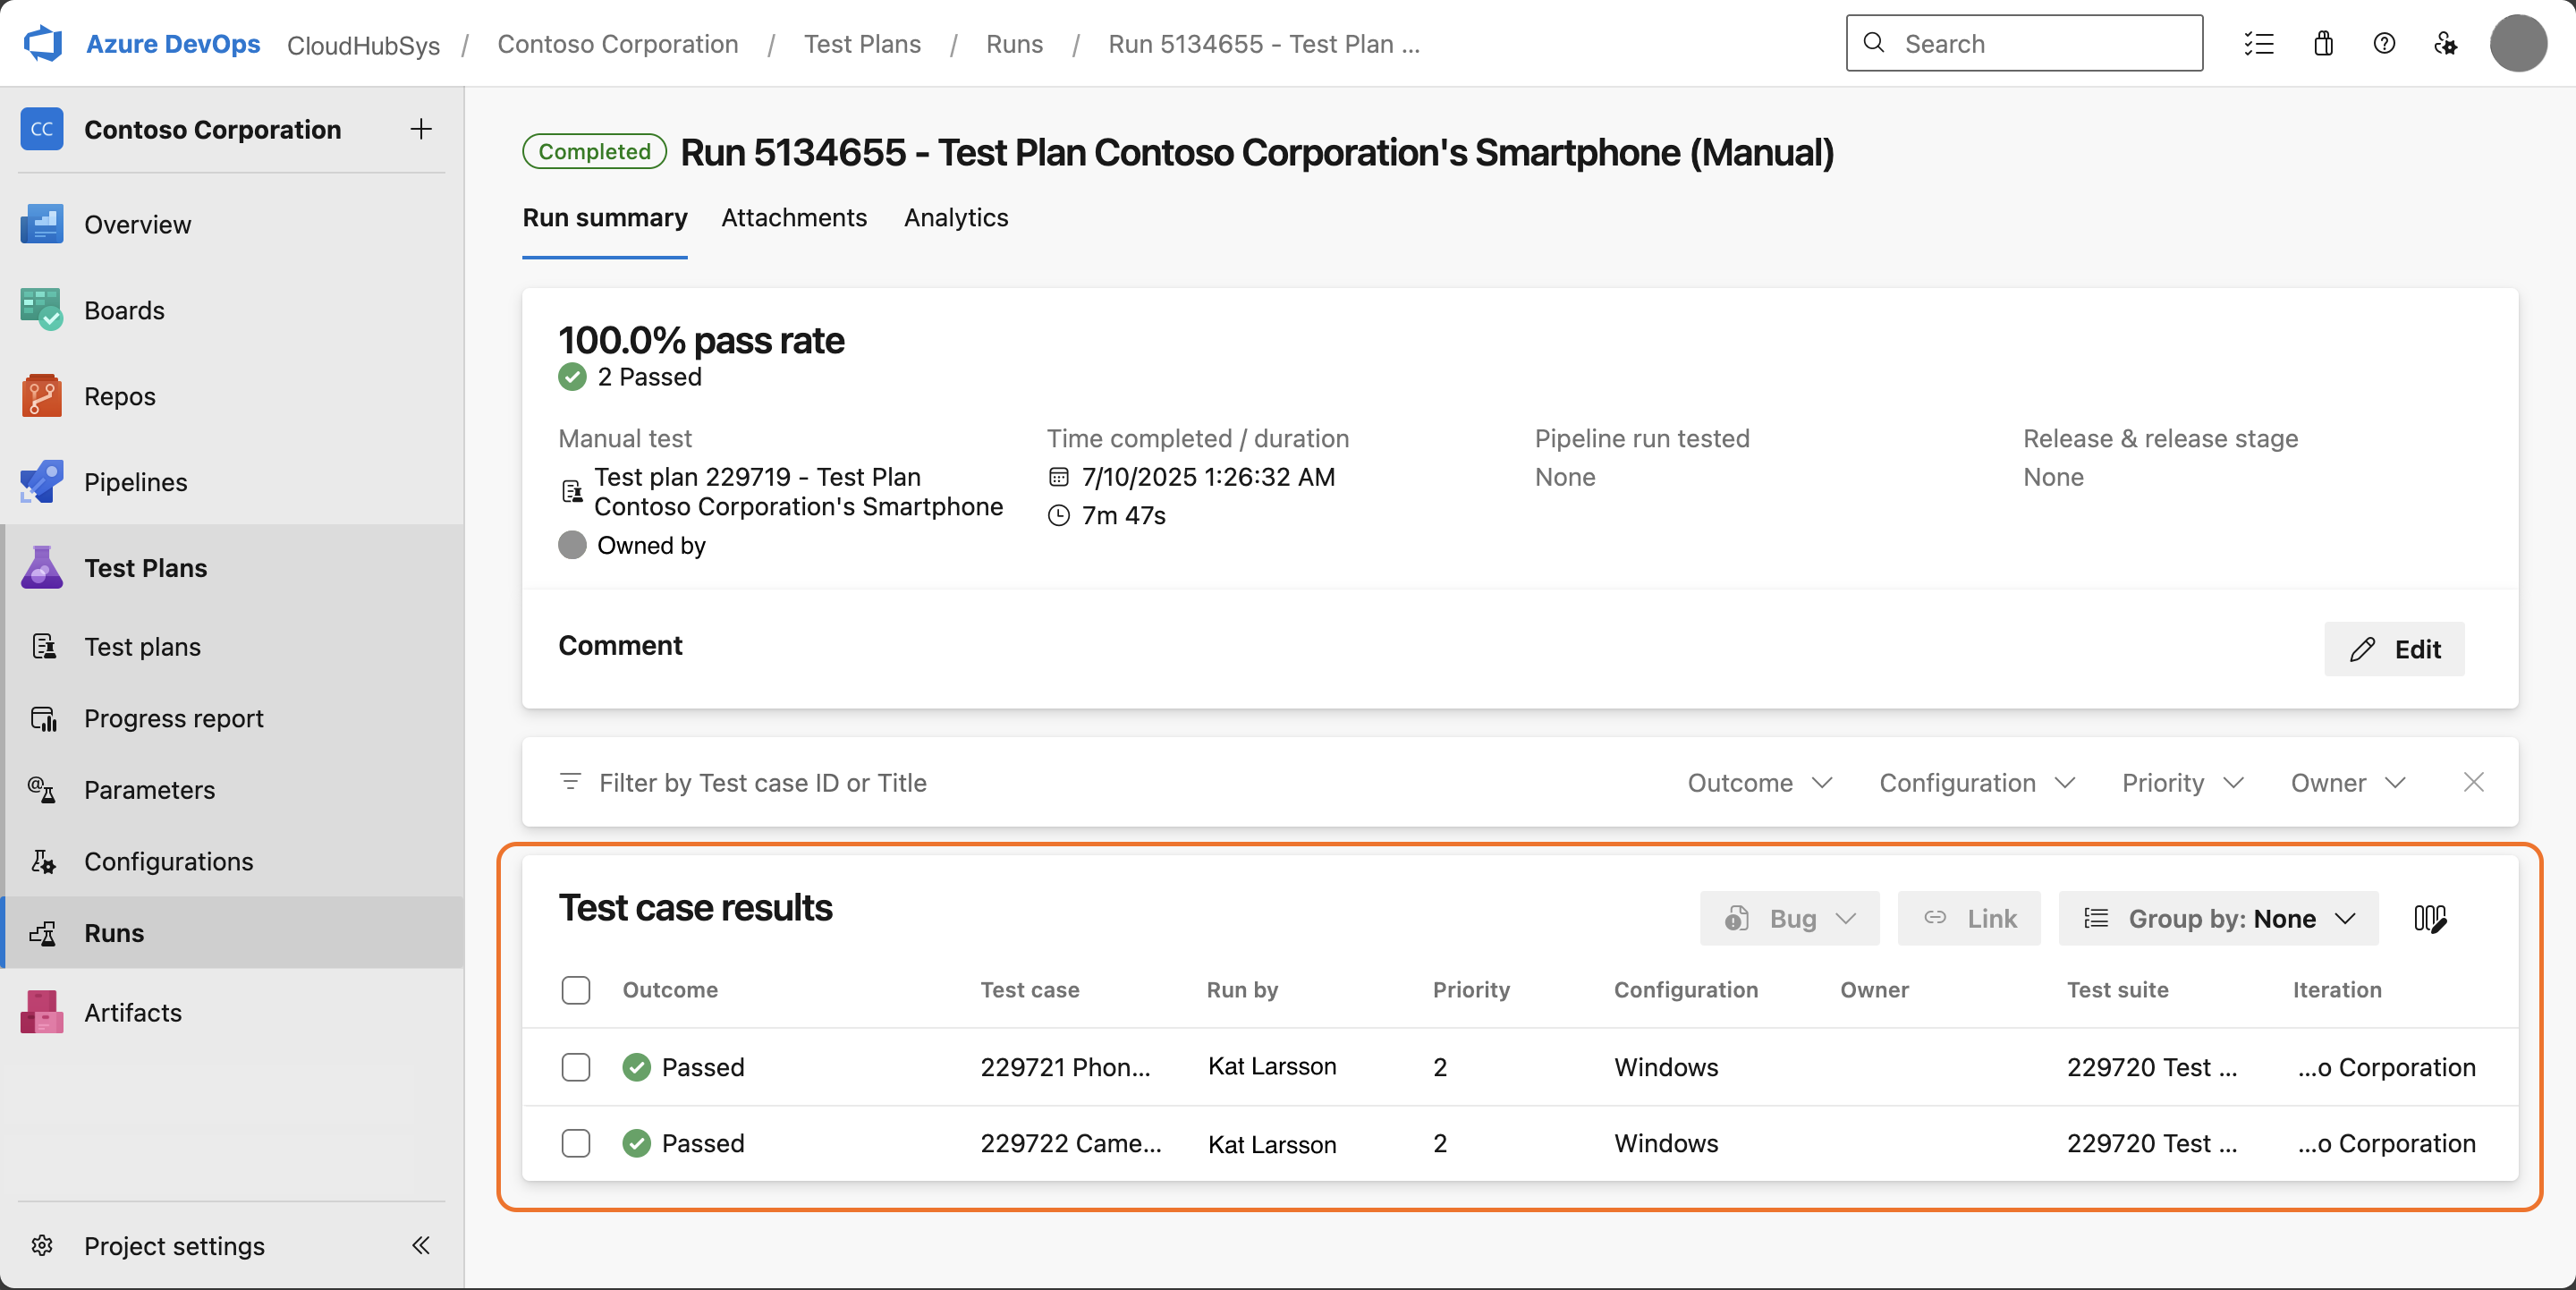 Azure DevOps CloudHubSys / Contoso Corporation / Test Plans / Runs / Run 5134655 - Test Plan ...
Search
CC Contoso Corporation
Overview
Boards
Repos
Pipelines
Test Plans
Test plans
Progress report
Parameters
Configurations
Runs
Artifacts
Project settings
Completed Run 5134655 - Test Plan Contoso Corporation's Smartphone (Manual)
Run summary Attachments Analytics
100.0% pass rate
2 Passed
Manual test
Test plan 229719 - Test Plan
Contoso Corporation's Smartphone
Owned by
Time completed / duration
7/10/2025 1:26:32 AM
7m 47s
Pipeline run tested
None
Release & release stage
None
Comment
Edit
Filter by Test case ID or Title Outcome Configuration Priority Owner
Test case results
Bug Link Group by: None
Outcome Test case Run by Priority Configuration Owner Test suite Iteration
Passed 229721 Phon... Kat Larsson 2 Windows 229720 Test ... ...o Corporation
Passed 229722 Came... Kat Larsson 2 Windows 229720 Test ... ...o Corporation